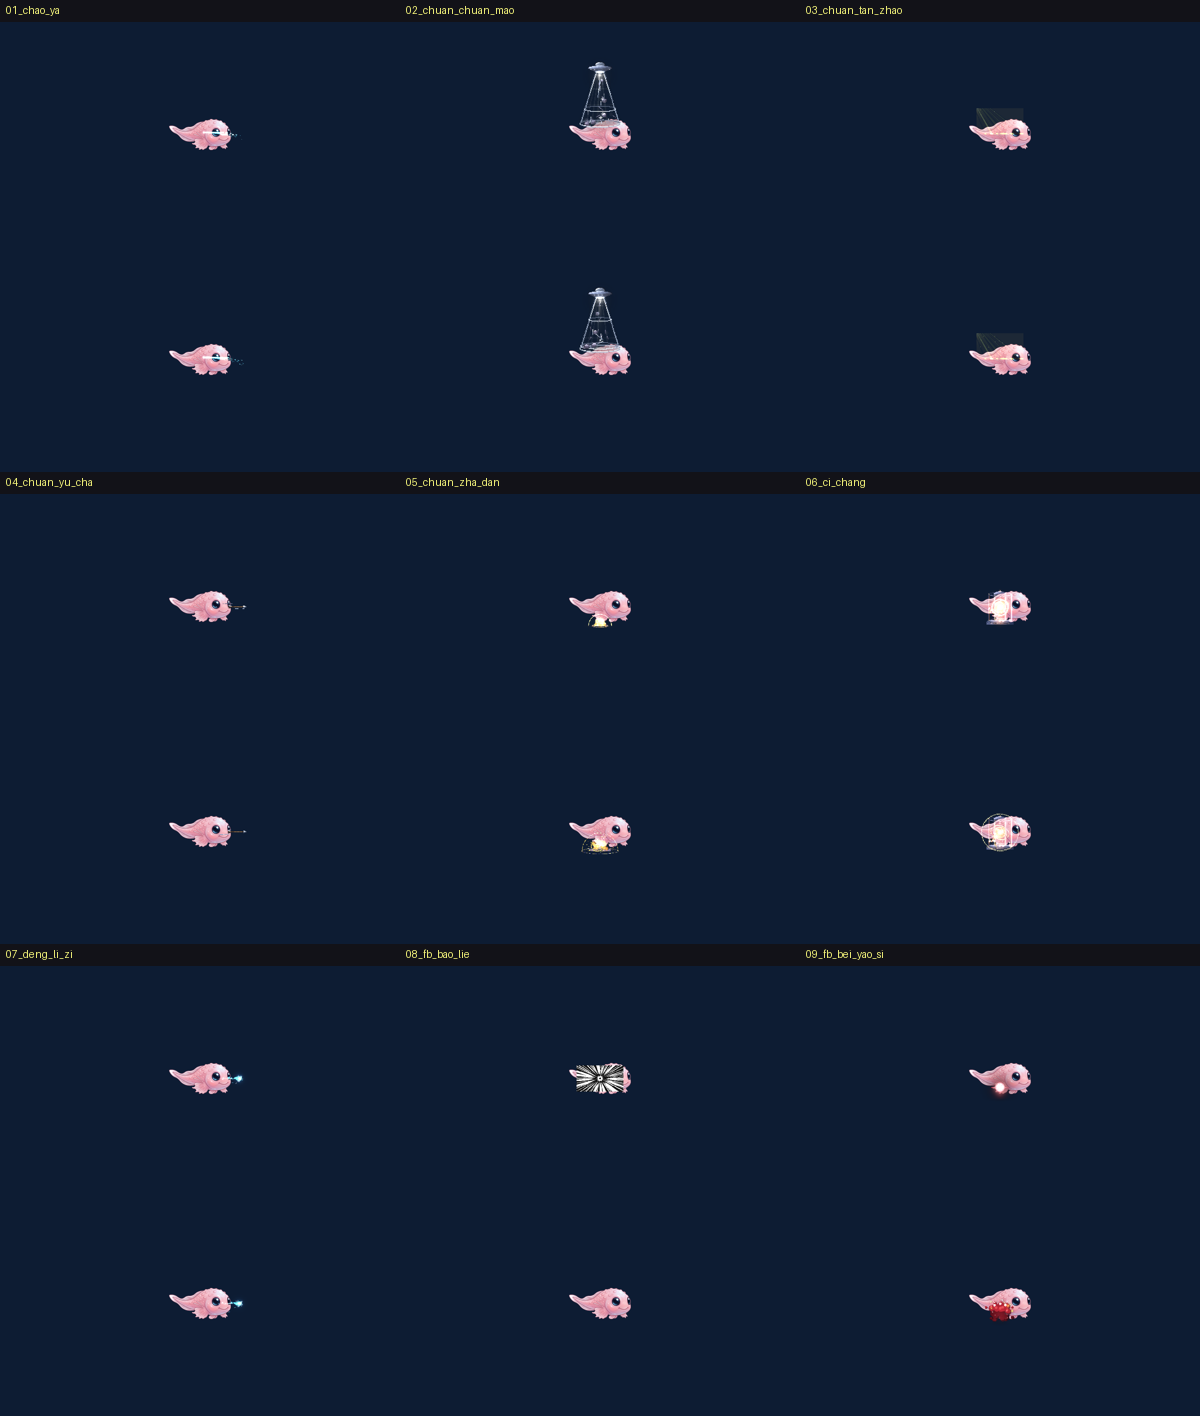 01_chao_ya
02_chuan_chuan_mao
03_chuan_tan_zhao
04_chuan_yu_cha
05_chuan_zha_dan
06_ci_chang
07_deng_li_zi
08_fb_bao_lie
09_fb_bei_yao_si